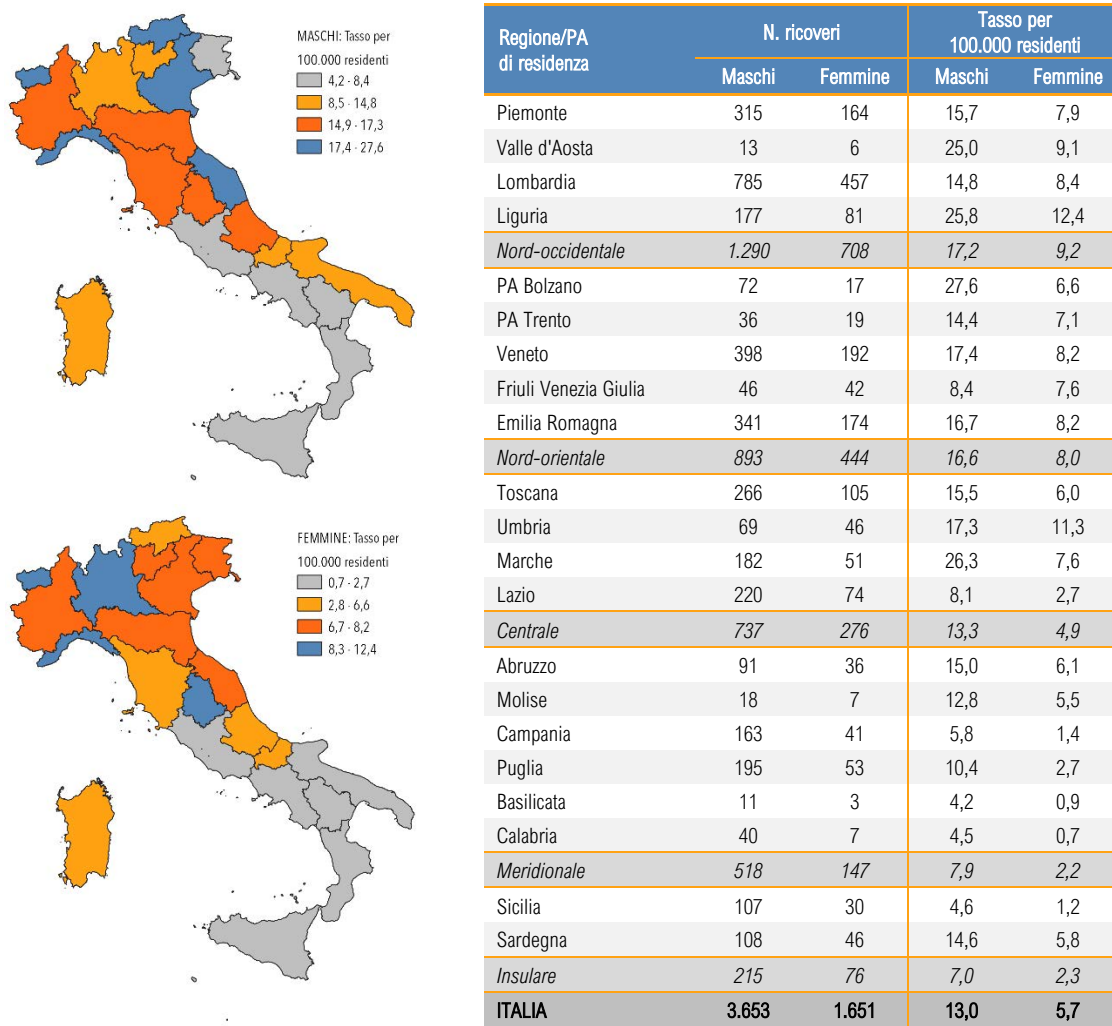 MASCHI: Tasso per
100.000 residenti
4,2 - 8,4
8,5 - 14,8
14,9 - 17,3
17,4 - 27,6
FEMMINE: Tasso per
100.000 residenti
0,7 - 2,7
2,8 - 6,6
6,7 - 8,2
8,3 - 12,4
Regione/PA di residenza N. ricoveri Tasso per 100.000 residenti
Maschi Femmine Maschi Femmine
Piemonte 315 164 15,7 7,9
Valle d'Aosta 13 6 25,0 9,1
Lombardia 785 457 14,8 8,4
Liguria 177 81 25,8 12,4
Nord-occidentale 1.290 708 17,2 9,2
PA Bolzano 72 17 27,6 6,6
PA Trento 36 19 14,4 7,1
Veneto 398 192 17,4 8,2
Friuli Venezia Giulia 46 42 8,4 7,6
Emilia Romagna 341 174 16,7 8,2
Nord-orientale 893 444 16,6 8,0
Toscana 266 105 15,5 6,0
Umbria 69 46 17,3 11,3
Marche 182 51 26,3 7,6
Lazio 220 74 8,1 2,7
Centrale 737 276 13,3 4,9
Abruzzo 91 36 15,0 6,1
Molise 18 7 12,8 5,5
Campania 163 41 5,8 1,4
Puglia 195 53 10,4 2,7
Basilicata 11 3 4,2 0,9
Calabria 40 7 4,5 0,7
Meridionale 518 147 7,9 2,2
Sicilia 107 30 4,6 1,2
Sardegna 108 46 14,6 5,8
Insulare 215 76 7,0 2,3
ITALIA 3.653 1.651 13,0 5,7